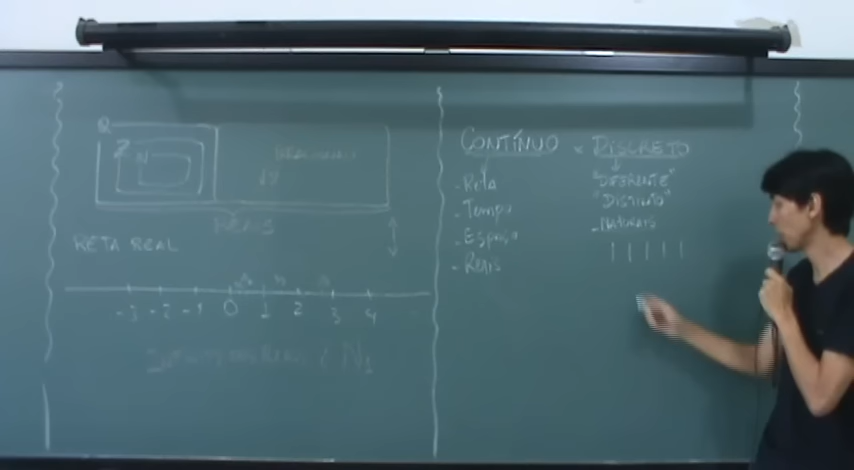 Q
Z
N
REAIS
RETA REAL
-3 -2 -1 0 1 2 3 4
CONTÍNUO × DISCRETO
- Reta
- Tempo
- Espaço
- Reais
"DIFERENTE"
"DISTINTO"
- NATURAIS